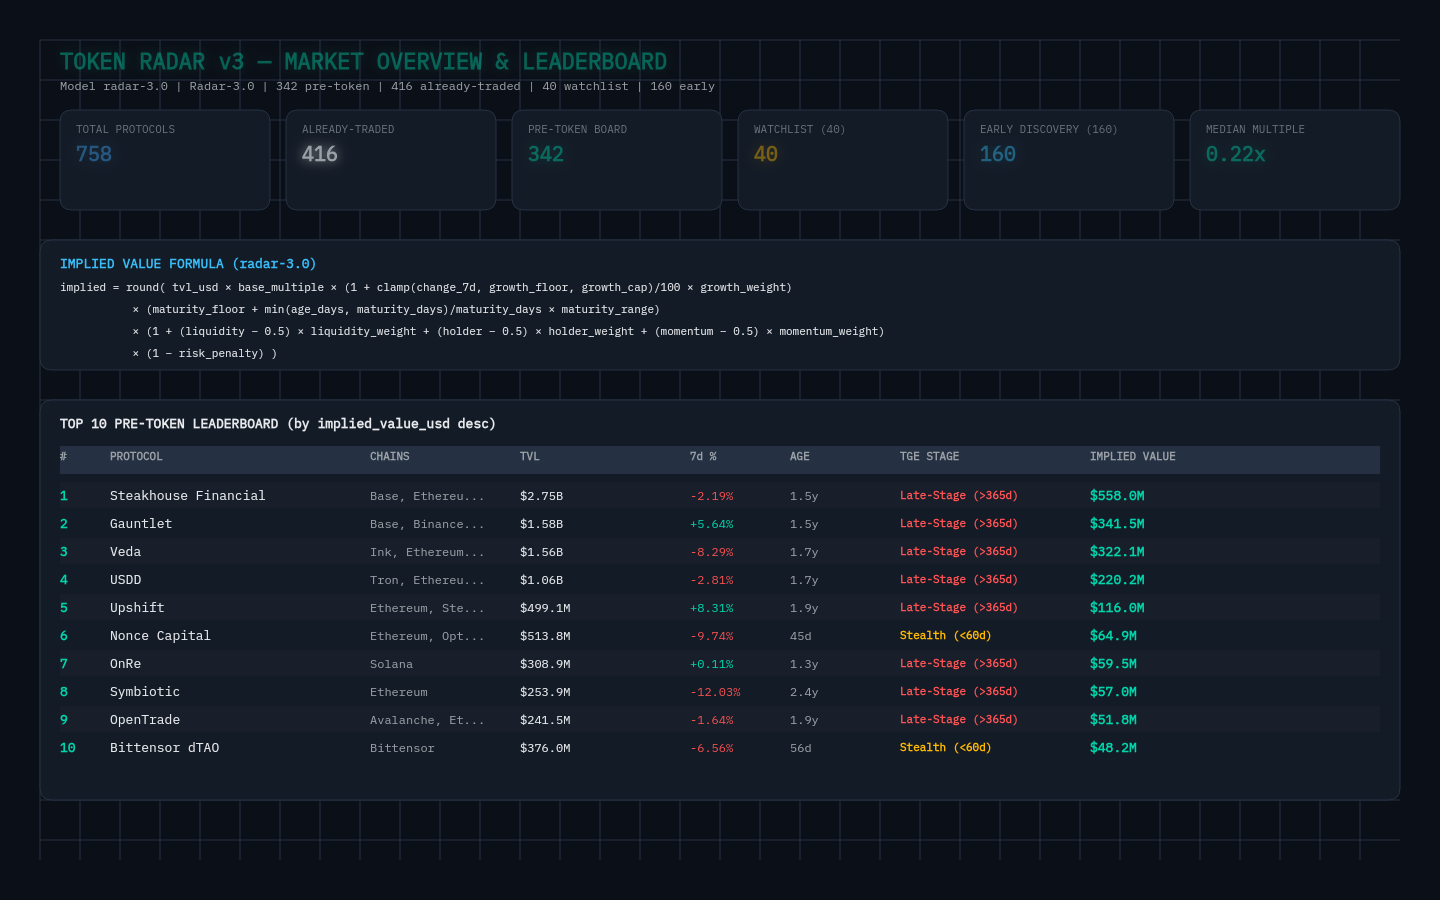 TOKEN RADAR v3 — MARKET OVERVIEW & LEADERBOARD
Model radar-3.0 | Radar-3.0 | 342 pre-token | 416 already-traded | 40 watchlist | 160 early
TOTAL PROTOCOLS
758
ALREADY-TRADED
416
PRE-TOKEN BOARD
342
WATCHLIST (40)
40
EARLY DISCOVERY (160)
160
MEDIAN MULTIPLE
0.22x
IMPLIED VALUE FORMULA (radar-3.0)
implied = round( tvl_usd × base_multiple × (1 + clamp(change_7d, growth_floor, growth_cap)/100 × growth_weight)
× (maturity_floor + min(age_days, maturity_days)/maturity_days × maturity_range)
× (1 + (liquidity − 0.5) × liquidity_weight + (holder − 0.5) × holder_weight + (momentum − 0.5) × momentum_weight)
× (1 − risk_penalty) )
TOP 10 PRE-TOKEN LEADERBOARD (by implied_value_usd desc)
# PROTOCOL CHAINS TVL 7d % AGE TGE STAGE IMPLIED VALUE
1 Steakhouse Financial Base, Ethereu... $2.75B -2.19% 1.5y Late-Stage (>365d) $558.0M
2 Gauntlet Base, Binance... $1.58B +5.64% 1.5y Late-Stage (>365d) $341.5M
3 Veda Ink, Ethereum... $1.56B -8.29% 1.7y Late-Stage (>365d) $322.1M
4 USDD Tron, Ethereu... $1.06B -2.81% 1.7y Late-Stage (>365d) $220.2M
5 Upshift Ethereum, Ste... $499.1M +8.31% 1.9y Late-Stage (>365d) $116.0M
6 Nonce Capital Ethereum, Opt... $513.8M -9.74% 45d Stealth (<60d) $64.9M
7 OnRe Solana $308.9M +0.11% 1.3y Late-Stage (>365d) $59.5M
8 Symbiotic Ethereum $253.9M -12.03% 2.4y Late-Stage (>365d) $57.0M
9 OpenTrade Avalanche, Et... $241.5M -1.64% 1.9y Late-Stage (>365d) $51.8M
10 Bittensor dTAO Bittensor $376.0M -6.56% 56d Stealth (<60d) $48.2M